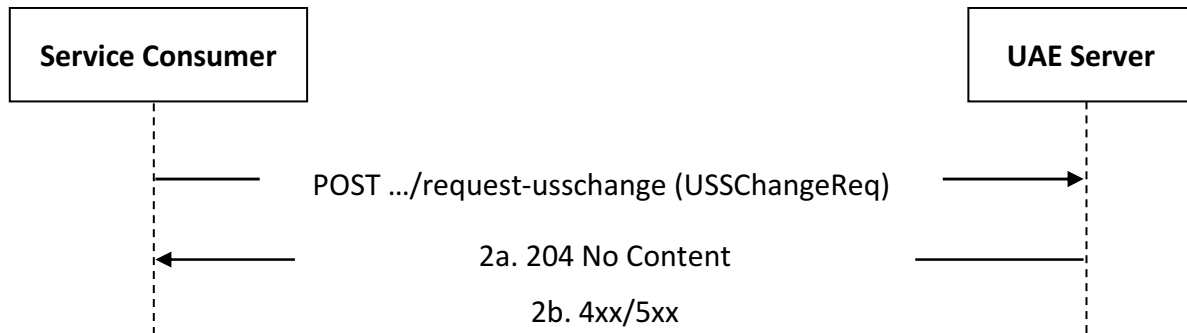 Service Consumer
UAE Server
POST …/request-usschange (USSChangeReq)
2a. 204 No Content
2b. 4xx/5xx